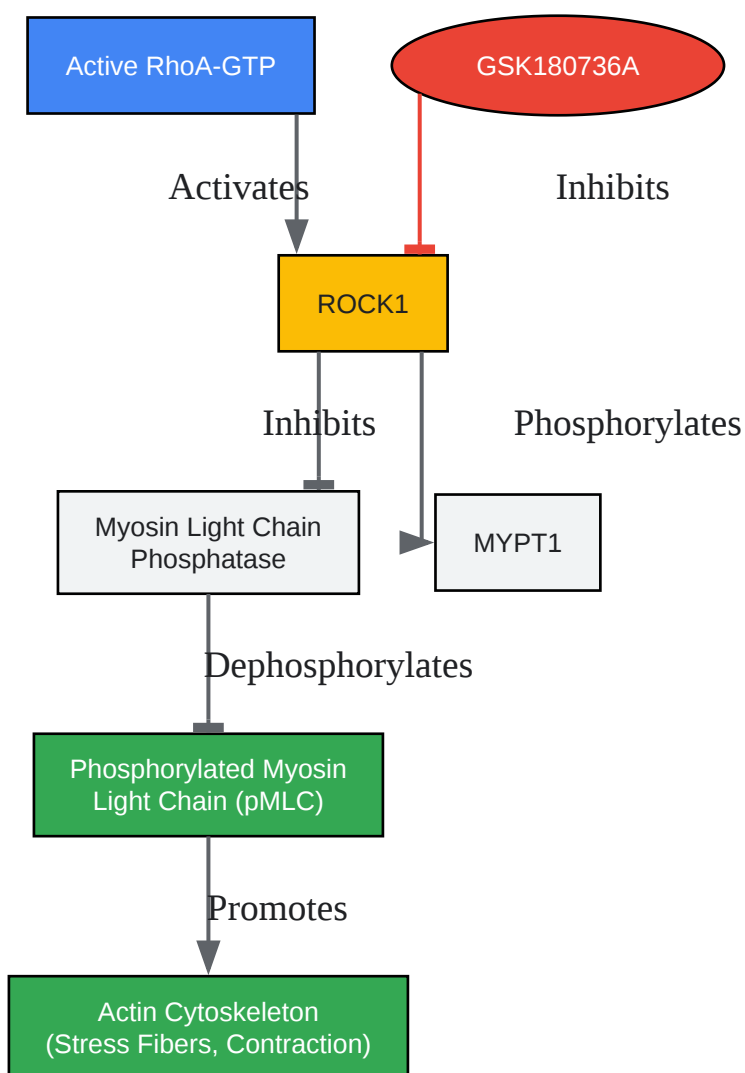 Active RhoA-GTP
GSK180736A
Activates
Inhibits
ROCK1
Inhibits
Phosphorylates
Myosin Light Chain
Phosphatase
MYPT1
Dephosphorylates
Phosphorylated Myosin
Light Chain (pMLC)
Promotes
Actin Cytoskeleton
(Stress Fibers, Contraction)